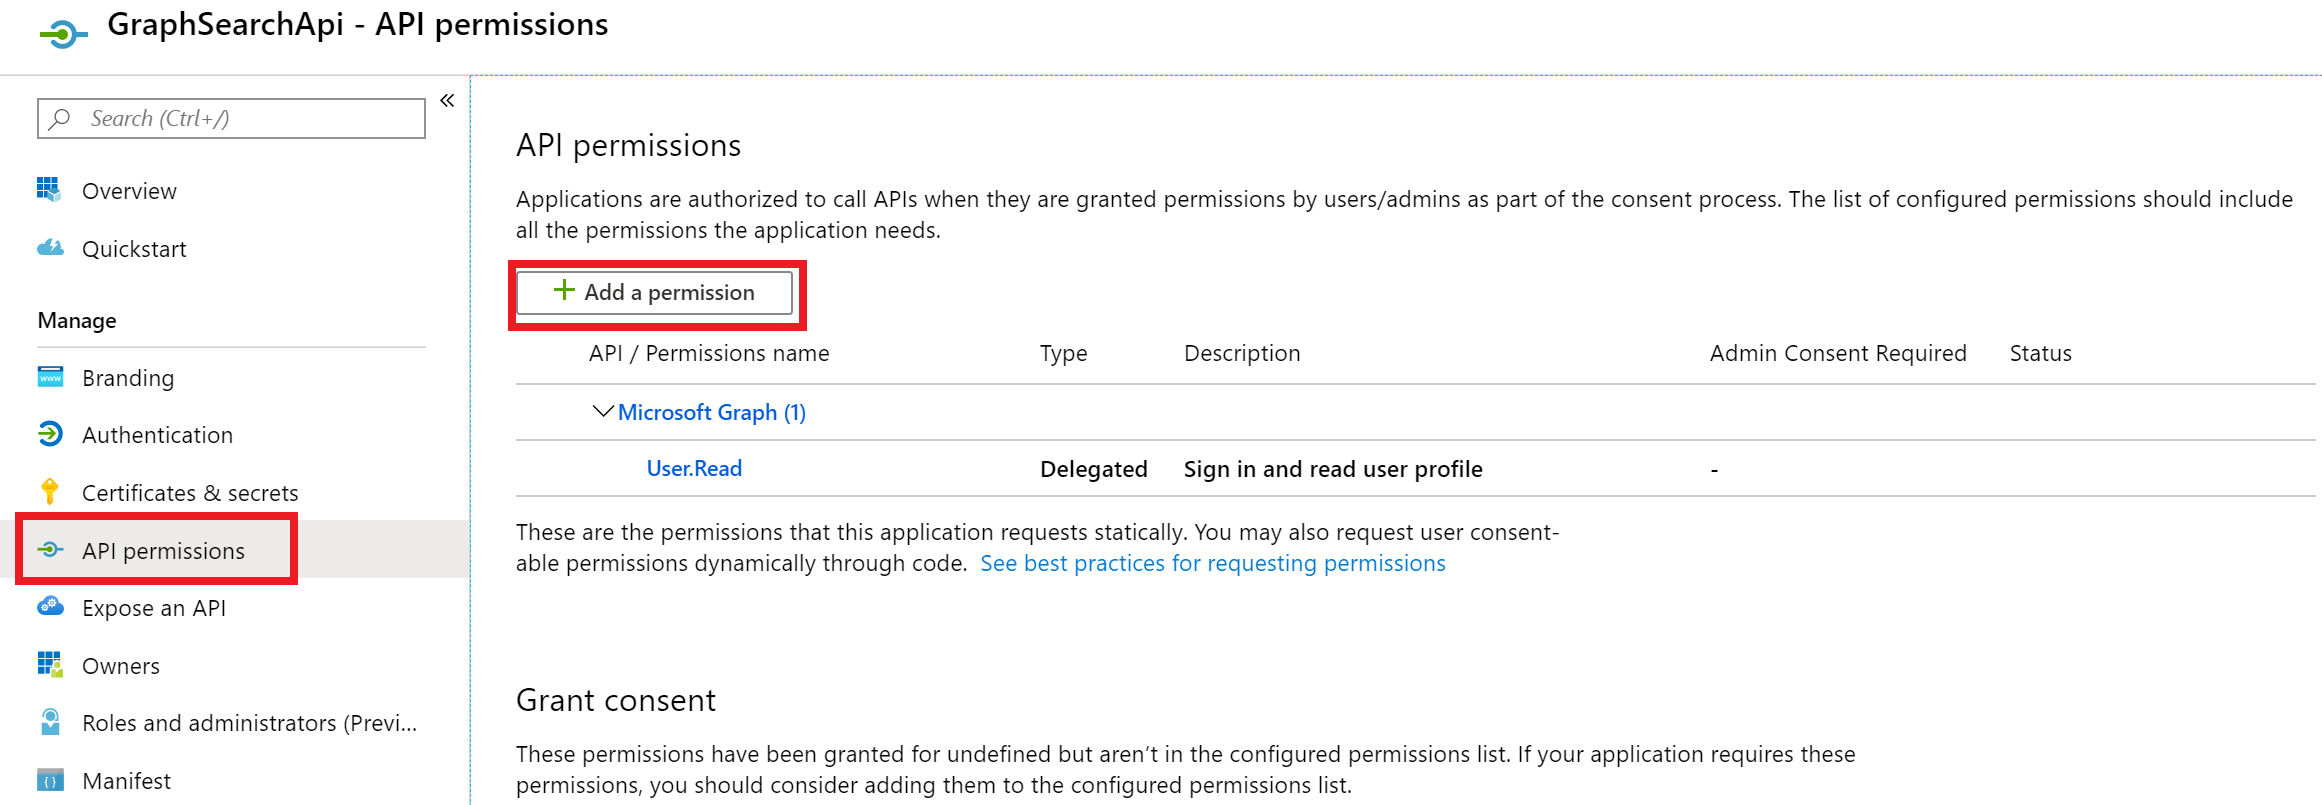 GraphSearchApi - API permissions
Search (Ctrl+/)
Overview
Quickstart
Manage
Branding
Authentication
Certificates & secrets
API permissions
Expose an API
Owners
Roles and administrators (Previ...
Manifest
API permissions
Applications are authorized to call APIs when they are granted permissions by users/admins as part of the consent process. The list of configured permissions should include
all the permissions the application needs.
Add a permission
API / Permissions name Type Description Admin Consent Required Status
Microsoft Graph (1)
User.Read Delegated Sign in and read user profile -
These are the permissions that this application requests statically. You may also request user consent-
able permissions dynamically through code. See best practices for requesting permissions
Grant consent
These permissions have been granted for undefined but aren’t in the configured permissions list. If your application requires these
permissions, you should consider adding them to the configured permissions list.